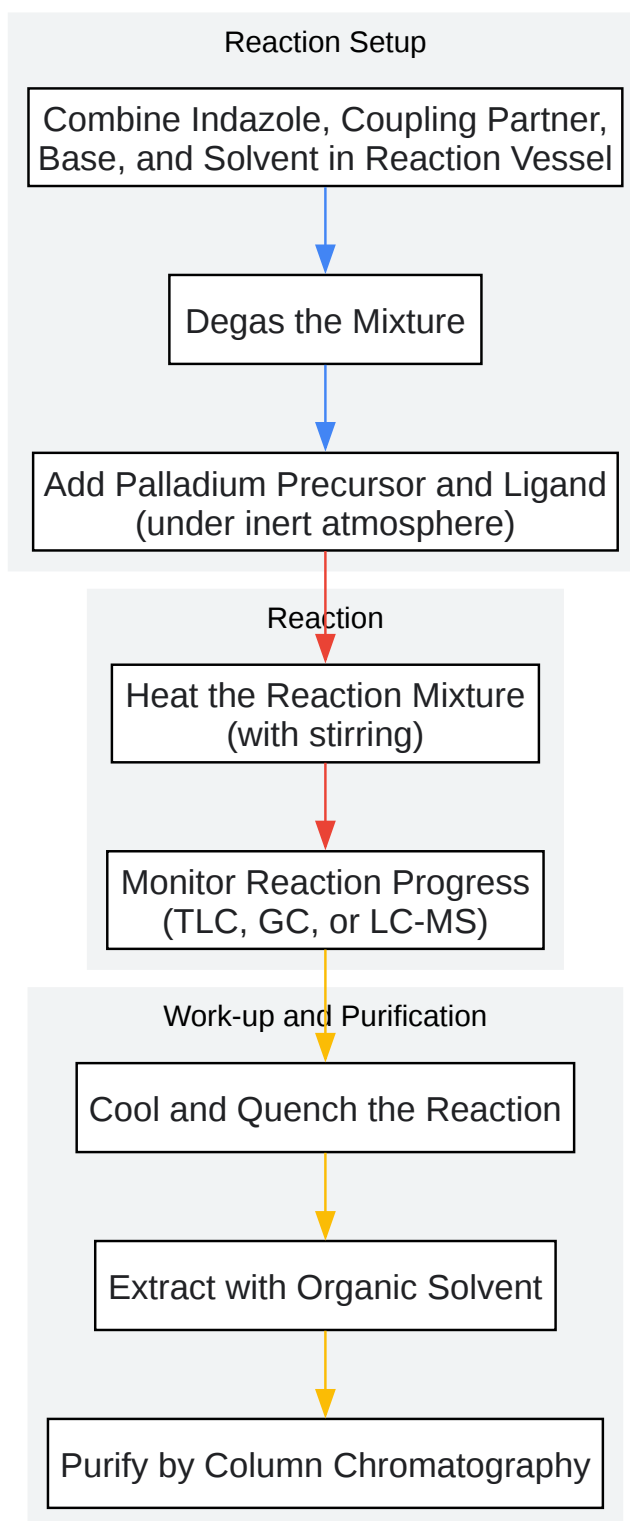 Reaction Setup
Combine Indazole, Coupling Partner,
Base, and Solvent in Reaction Vessel
Degas the Mixture
Add Palladium Precursor and Ligand
(under inert atmosphere)
Reaction
Heat the Reaction Mixture
(with stirring)
Monitor Reaction Progress
(TLC, GC, or LC-MS)
Work-up and Purification
Cool and Quench the Reaction
Extract with Organic Solvent
Purify by Column Chromatography